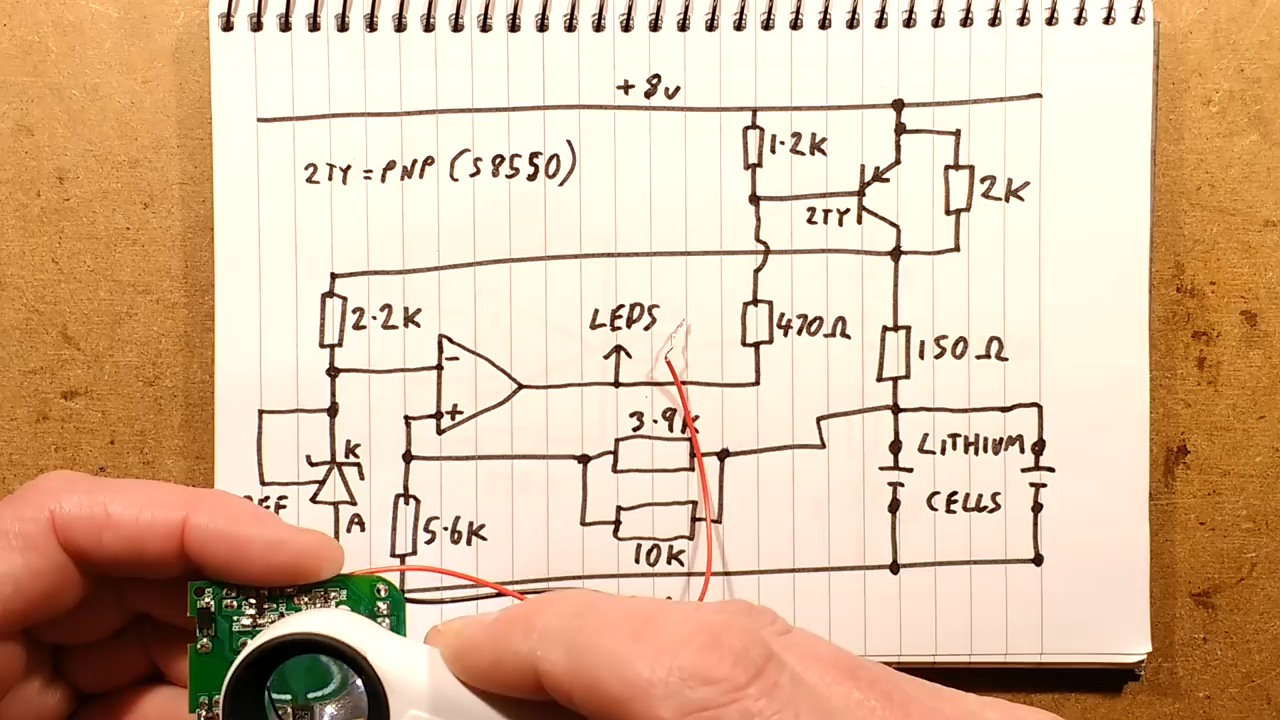 +8v
1.2K
2TY = PNP (S8550)
2K
2TY
2.2K
LEDS
470Ω
150Ω
-
+
3.9K
LITHIUM
K
CELLS
A
5.6K
10K